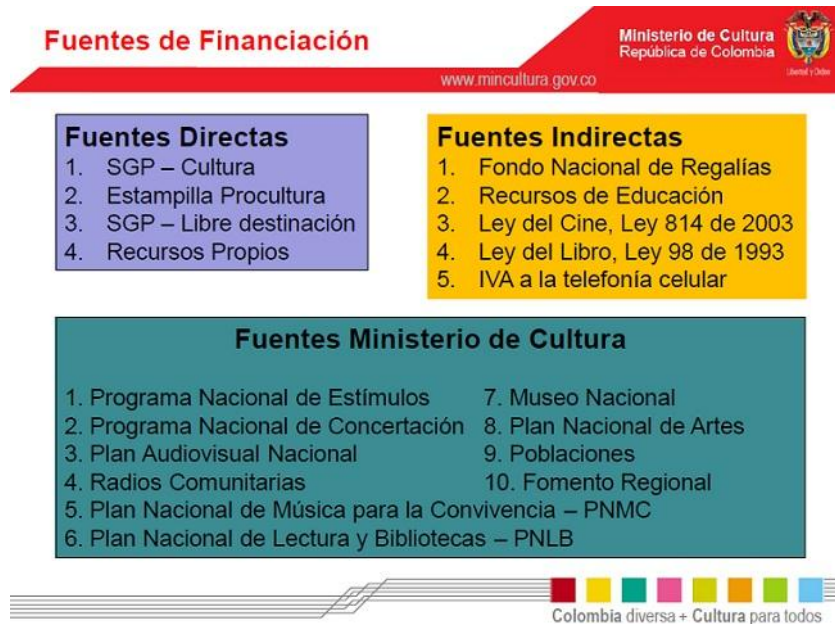 Fuentes de Financiación
Ministerio de Cultura
República de Colombia
Libertad y Orden
www.mincultura.gov.co
Fuentes Directas
1. SGP – Cultura
2. Estampilla Procultura
3. SGP – Libre destinación
4. Recursos Propios
Fuentes Indirectas
1. Fondo Nacional de Regalías
2. Recursos de Educación
3. Ley del Cine, Ley 814 de 2003
4. Ley del Libro, Ley 98 de 1993
5. IVA a la telefonía celular
Fuentes Ministerio de Cultura
1. Programa Nacional de Estímulos
2. Programa Nacional de Concertación
3. Plan Audiovisual Nacional
4. Radios Comunitarias
5. Plan Nacional de Música para la Convivencia – PNMC
6. Plan Nacional de Lectura y Bibliotecas – PNLB
7. Museo Nacional
8. Plan Nacional de Artes
9. Poblaciones
10. Fomento Regional
Colombia diversa + Cultura para todos